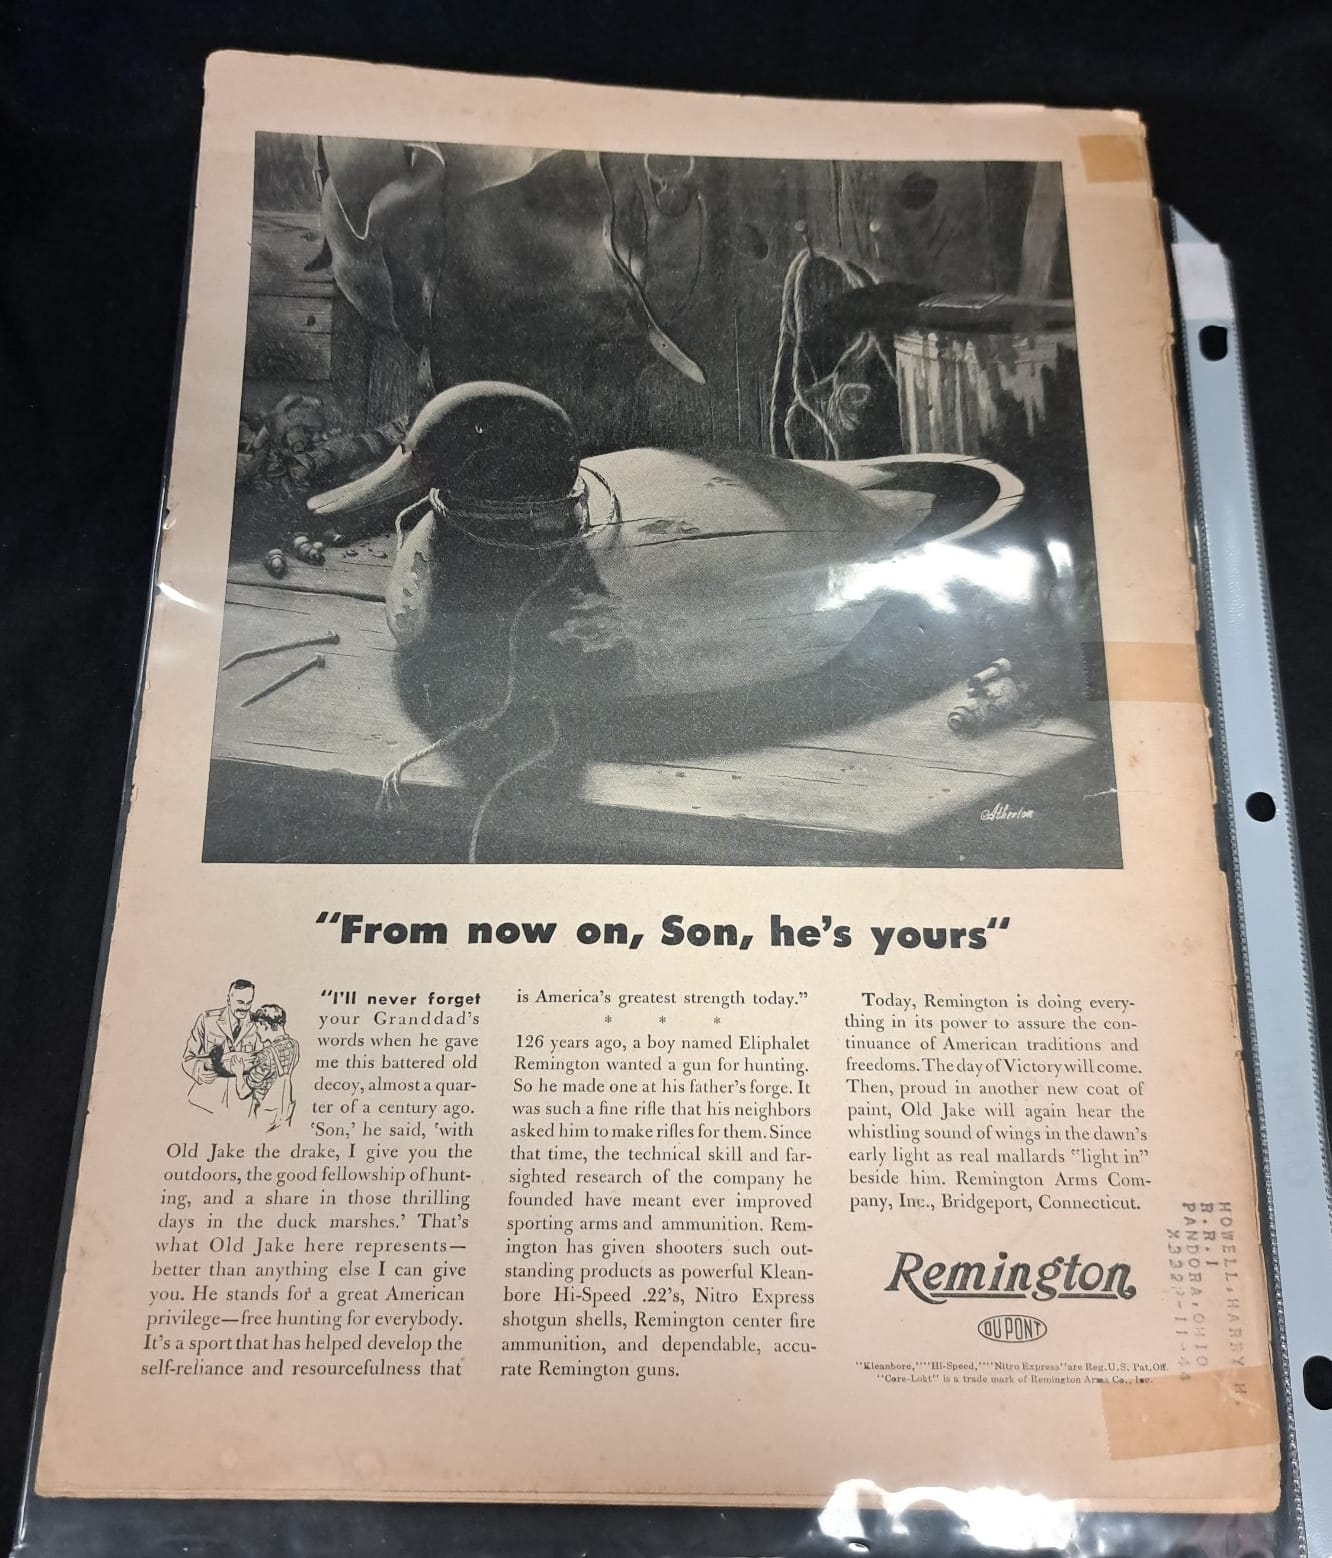 ©Atherton
"From now on, Son, he's yours"
"I'll never forget
your Granddad's
words when he gave
me this battered old
decoy, almost a quar-
ter of a century ago.
'Son,' he said, 'with
Old Jake the drake, I give you the
outdoors, the good fellowship of hunt-
ing, and a share in those thrilling
days in the duck marshes.' That's
what Old Jake here represents—
better than anything else I can give
you. He stands for a great American
privilege—free hunting for everybody.
It's a sport that has helped develop the
self-reliance and resourcefulness that
is America's greatest strength today."
* * *
126 years ago, a boy named Eliphalet
Remington wanted a gun for hunting.
So he made one at his father's forge. It
was such a fine rifle that his neighbors
asked him to make rifles for them. Since
that time, the technical skill and far-
sighted research of the company he
founded have meant ever improved
sporting arms and ammunition. Rem-
ington has given shooters such out-
standing products as powerful Klean-
bore Hi-Speed .22's, Nitro Express
shotgun shells, Remington center fire
ammunition, and dependable, accu-
rate Remington guns.
Today, Remington is doing every-
thing in its power to assure the con-
tinuance of American traditions and
freedoms. The day of Victory will come.
Then, proud in another new coat of
paint, Old Jake will again hear the
whistling sound of wings in the dawn's
early light as real mallards "light in"
beside him. Remington Arms Com-
pany, Inc., Bridgeport, Connecticut.
Remington,
DU PONT
"Kleanbore," "Hi-Speed," "Nitro Express" are Reg. U.S. Pat. Off.
"Core-Lokt" is a trade mark of Remington Arms Co., Inc.
HOWELL, HARRY H.
R.R.I
PANDORA, OHIO